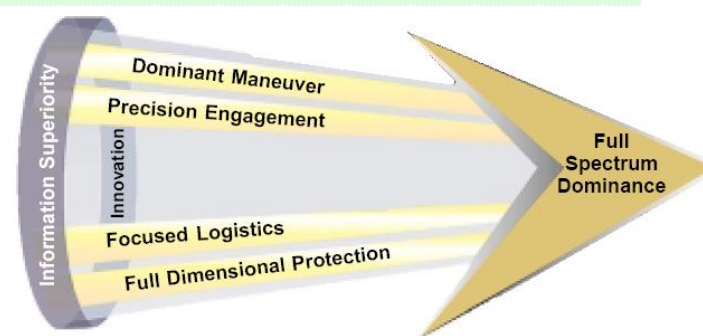 Information Superiority
Innovation
Dominant Maneuver
Precision Engagement
Focused Logistics
Full Dimensional Protection
Full
Spectrum
Dominance